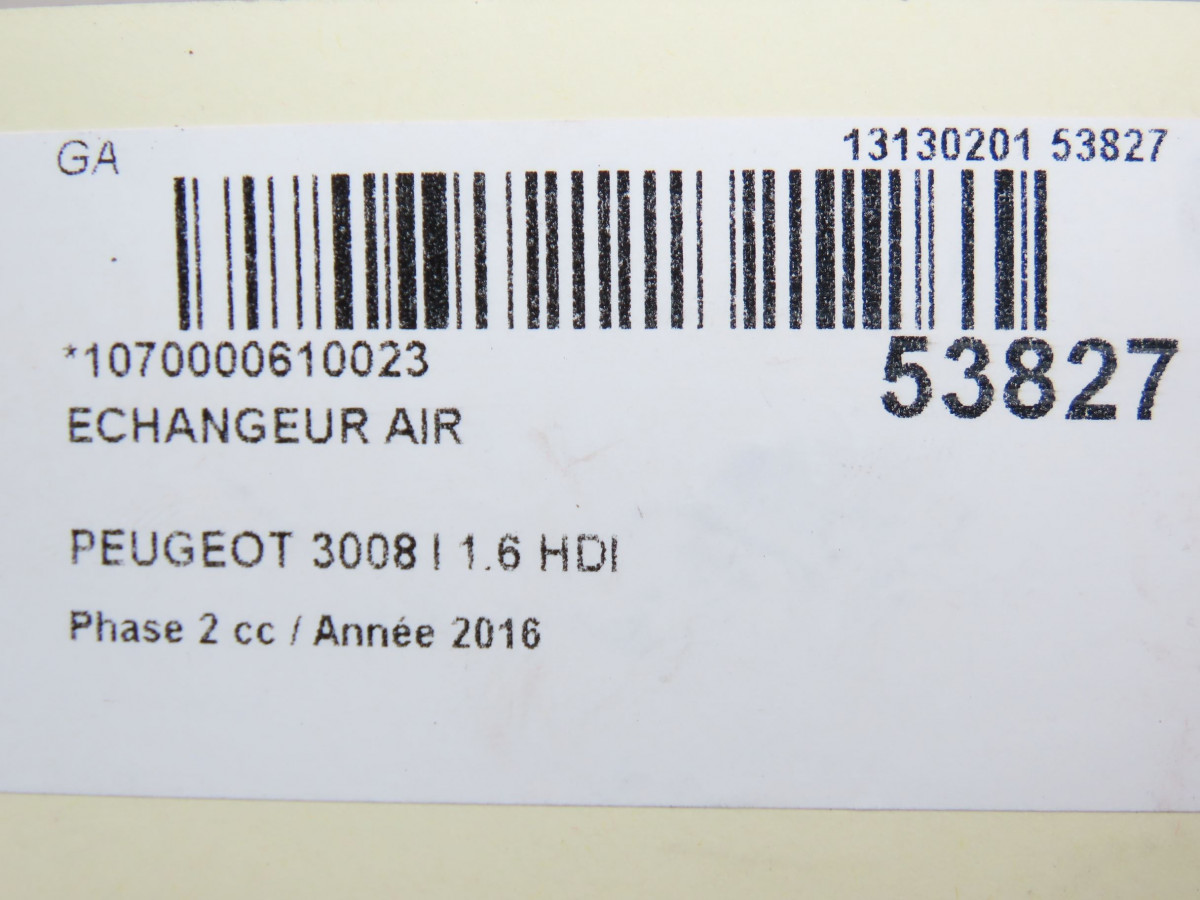 GA
13130201 53827
*1070000610023
53827
ECHANGEUR AIR
PEUGEOT 3008 I 1.6 HDI
Phase 2 cc / Année 2016